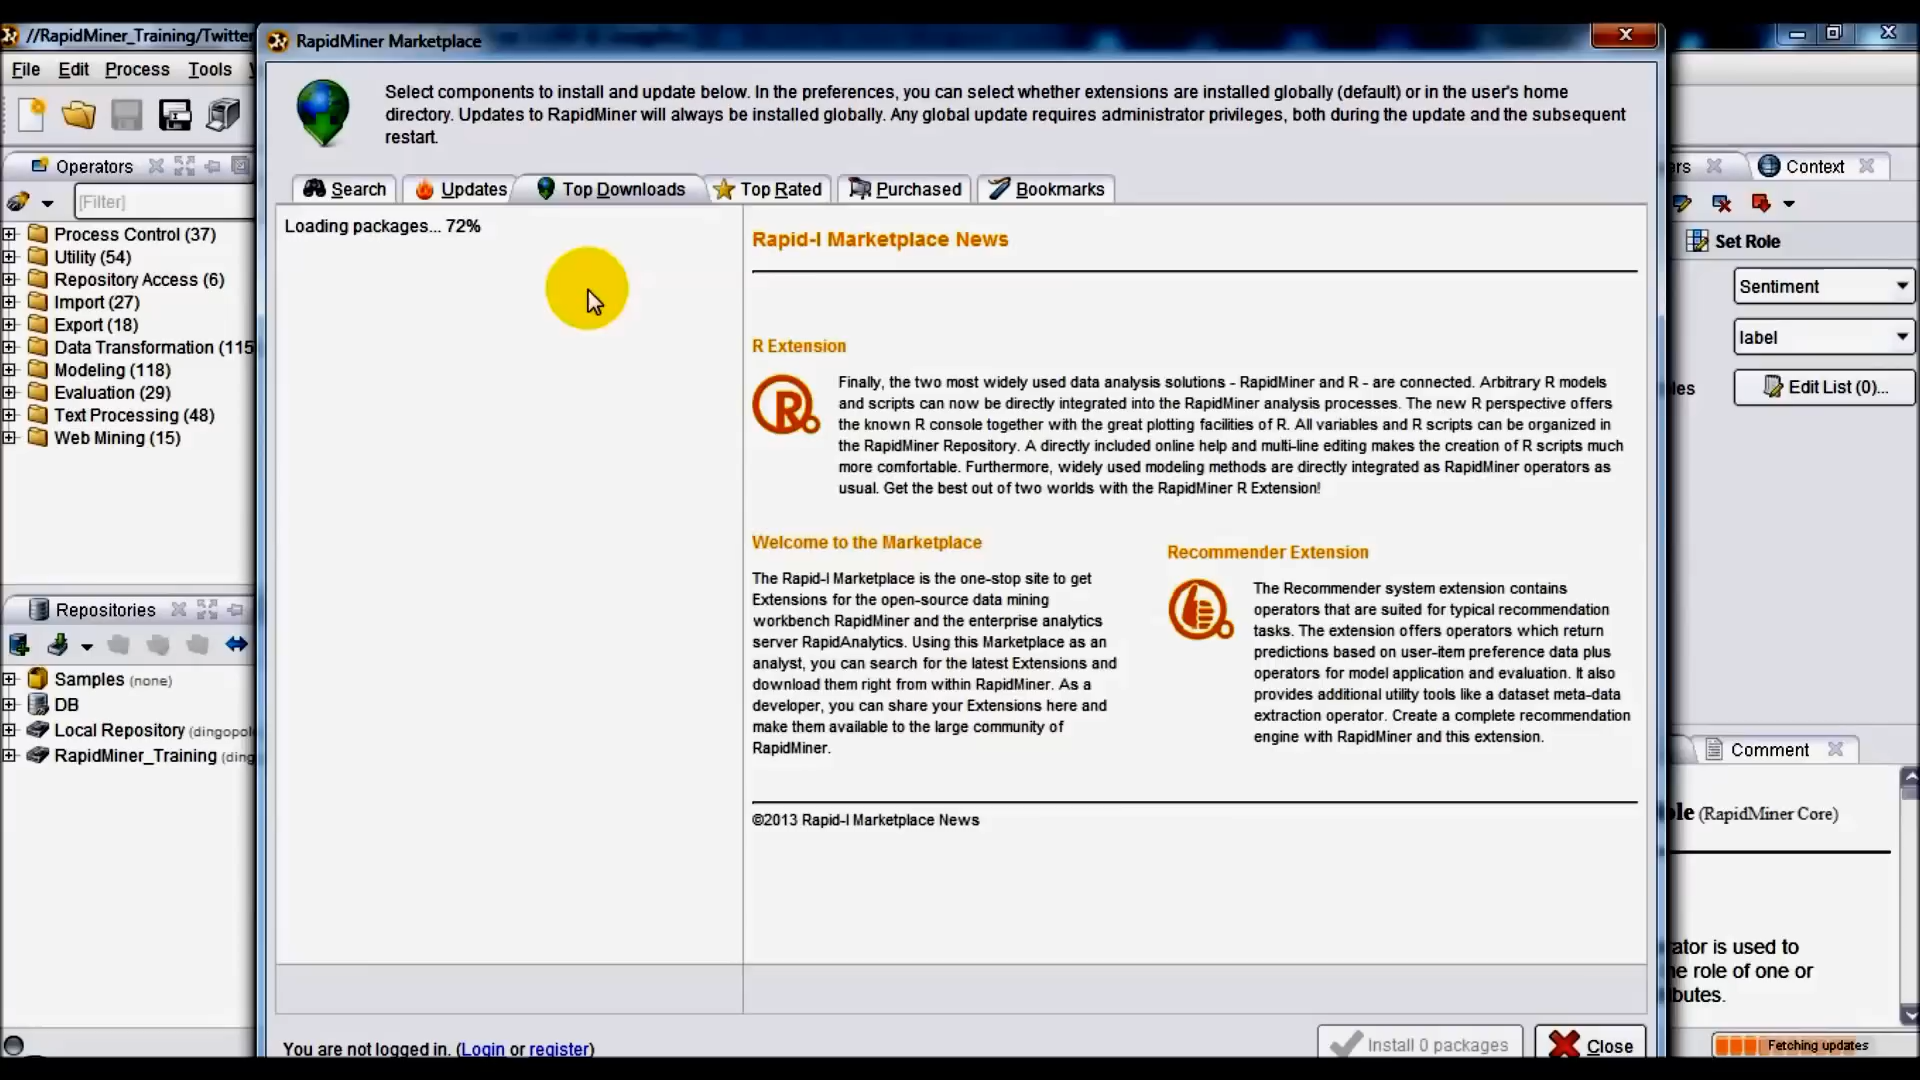 //RapidMiner_Training/Twitter
RapidMiner Marketplace
File Edit Process Tools
Select components to install and update below. In the preferences, you can select whether extensions are installed globally (default) or in the user's home
directory. Updates to RapidMiner will always be installed globally. Any global update requires administrator privileges, both during the update and the subsequent
restart.
Operators
[Filter]
Process Control (37)
Utility (54)
Repository Access (6)
Import (27)
Export (18)
Data Transformation (115
Modeling (118)
Evaluation (29)
Text Processing (48)
Web Mining (15)
Repositories
Samples (none)
DB
Local Repository (dingopol
RapidMiner_Training (ding
Search Updates Top Downloads Top Rated Purchased Bookmarks
Loading packages... 72%
Rapid-I Marketplace News
R Extension
Finally, the two most widely used data analysis solutions - RapidMiner and R - are connected. Arbitrary R models
and scripts can now be directly integrated into the RapidMiner analysis processes. The new R perspective offers
the known R console together with the great plotting facilities of R. All variables and R scripts can be organized in
the RapidMiner Repository. A directly included online help and multi-line editing makes the creation of R scripts much
more comfortable. Furthermore, widely used modeling methods are directly integrated as RapidMiner operators as
usual. Get the best out of two worlds with the RapidMiner R Extension!
Welcome to the Marketplace
The Rapid-I Marketplace is the one-stop site to get
Extensions for the open-source data mining
workbench RapidMiner and the enterprise analytics
server RapidAnalytics. Using this Marketplace as an
analyst, you can search for the latest Extensions and
download them right from within RapidMiner. As a
developer, you can share your Extensions here and
make them available to the large community of
RapidMiner.
Recommender Extension
The Recommender system extension contains
operators that are suited for typical recommendation
tasks. The extension offers operators which return
predictions based on user-item preference data plus
operators for model application and evaluation. It also
provides additional utility tools like a dataset meta-data
extraction operator. Create a complete recommendation
engine with RapidMiner and this extension.
©2013 Rapid-I Marketplace News
You are not logged in. (Login or register)
Install 0 packages
Close
ers
Context
Set Role
Sentiment
label
les
Edit List (0)...
Comment
ole (RapidMiner Core)
ator is used to
he role of one or
ibutes.
Fetching updates